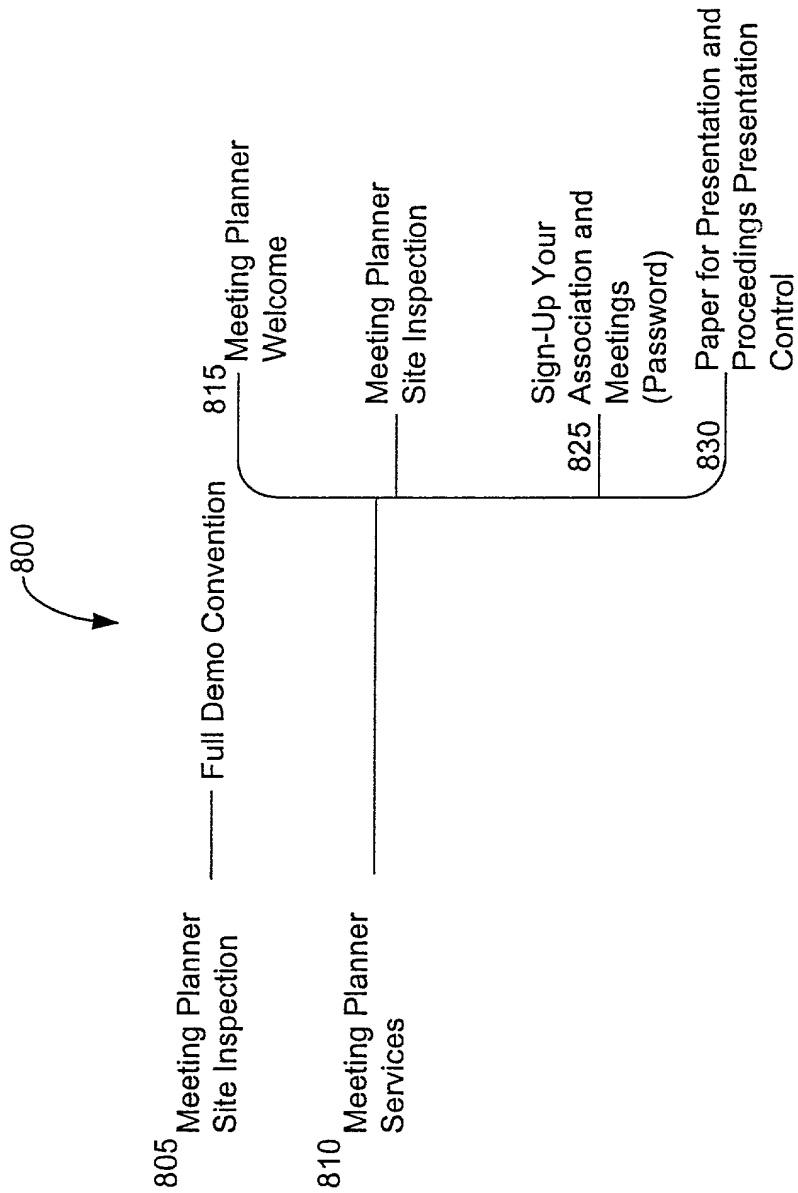 800
805 Meeting Planner
Site Inspection
Full Demo Convention
810 Meeting Planner
Services
815 Meeting Planner
Welcome
Meeting Planner
Site Inspection
Sign-Up Your
825 Association and
Meetings
(Password)
830 Paper for Presentation and
Proceedings Presentation
Control